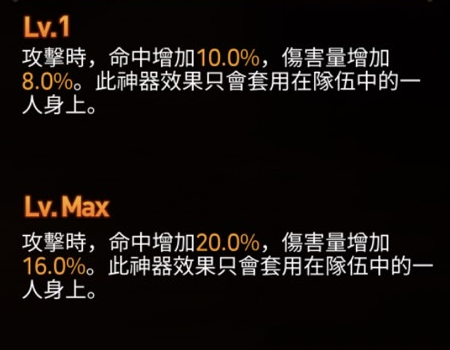 Lv.1
攻擊時，命中增加10.0%，傷害量增加
8.0%。此神器效果只會套用在隊伍中的一
人身上。
Lv.Max
攻擊時，命中增加20.0%，傷害量增加
16.0%。此神器效果只會套用在隊伍中的一
人身上。